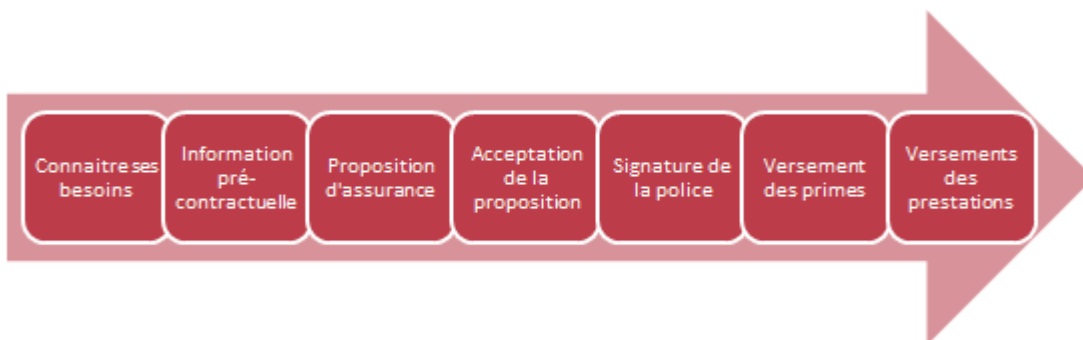 Connaitre ses
besoins
Information
pré-
contractuelle
Proposition
d'assurance
Acceptation
de la
proposition
Signature de
la police
Versement
des primes
Versements
des
prestations